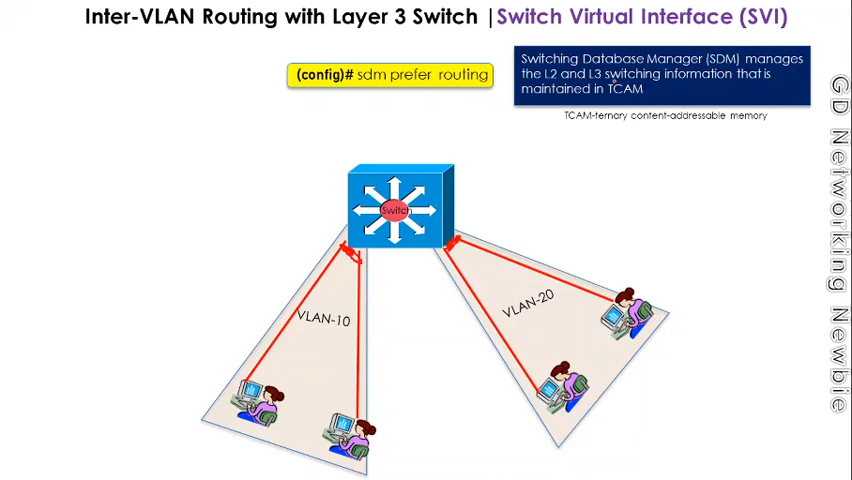 Inter-VLAN Routing with Layer 3 Switch |Switch Virtual Interface (SVI)
(config)# sdm prefer routing
Switching Database Manager (SDM) manages
the L2 and L3 switching information that is
maintained in TCAM
TCAM-ternary content-addressable memory
Switch
VLAN-10
VLAN-20
GD Networking Newbie